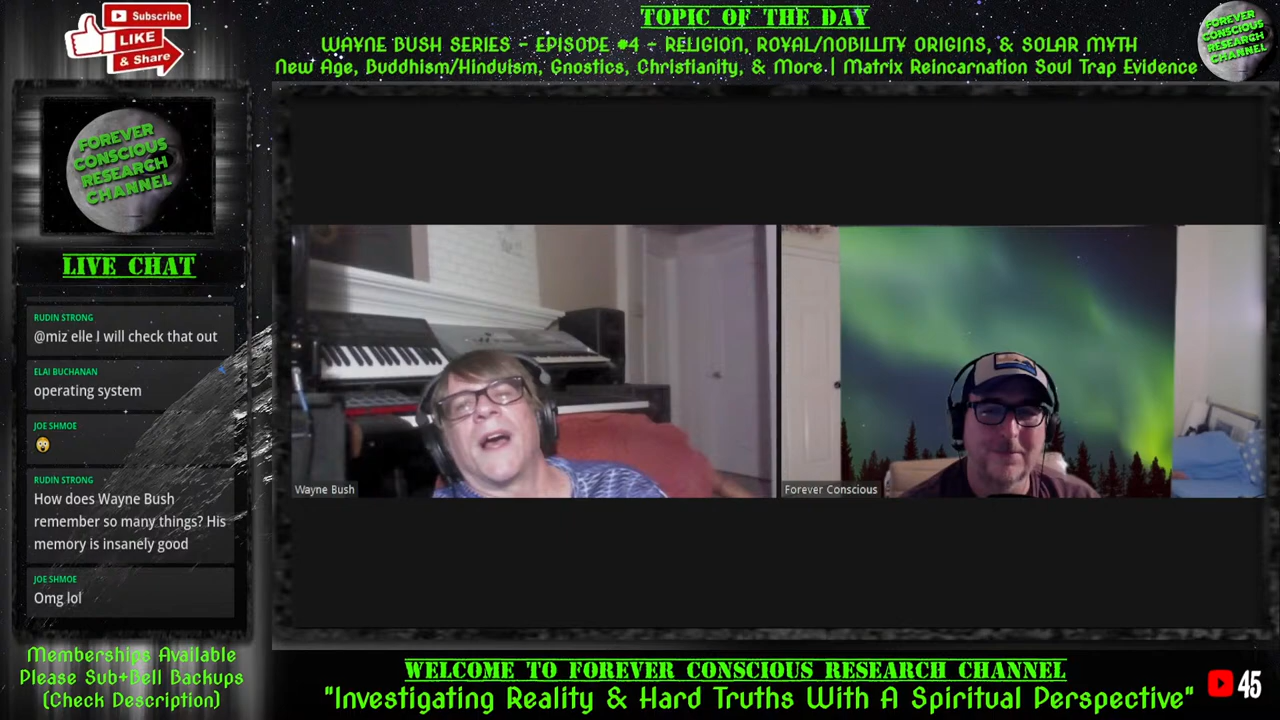 Subscribe
LIKE
& Share
TOPIC OF THE DAY
WAYNE BUSH SERIES - EPISODE #4 - RELIGION, ROYAL/NOBILLITY ORIGINS, & SOLAR MYTH
New Age, Buddhism/Hinduism, Gnostics, Christianity, & More | Matrix Reincarnation Soul Trap Evidence
FOREVER
CONSCIOUS
RESEARCH
CHANNEL
FOREVER
CONSCIOUS
RESEARCH
CHANNEL
LIVE CHAT
RUDIN STRONG
@miz elle I will check that out
ELAI BUCHANAN
operating system
JOE SHMOE
😲
RUDIN STRONG
How does Wayne Bush
remember so many things? His
memory is insanely good
JOE SHMOE
Omg lol
Wayne Bush
Forever Conscious
Memberships Available
Please Sub+Bell Backups
(Check Description)
WELCOME TO FOREVER CONSCIOUS RESEARCH CHANNEL
"Investigating Reality & Hard Truths With A Spiritual Perspective"
45